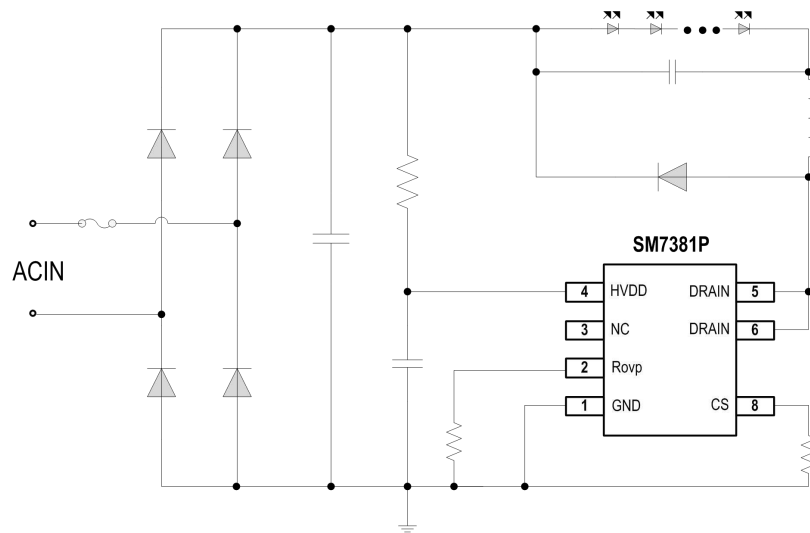 SM7381P
ACIN
4 HVDD DRAIN 5
3 NC DRAIN 6
2 Rovp
1 GND CS 8